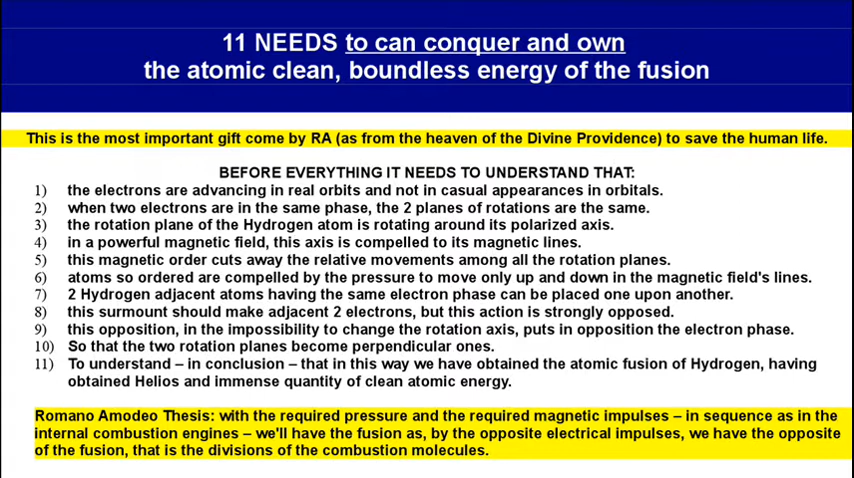 11 NEEDS to can conquer and own
the atomic clean, boundless energy of the fusion
This is the most important gift come by RA (as from the heaven of the Divine Providence) to save the human life.
BEFORE EVERYTHING IT NEEDS TO UNDERSTAND THAT:
1) the electrons are advancing in real orbits and not in casual appearances in orbitals.
2) when two electrons are in the same phase, the 2 planes of rotations are the same.
3) the rotation plane of the Hydrogen atom is rotating around its polarized axis.
4) in a powerful magnetic field, this axis is compelled to its magnetic lines.
5) this magnetic order cuts away the relative movements among all the rotation planes.
6) atoms so ordered are compelled by the pressure to move only up and down in the magnetic field's lines.
7) 2 Hydrogen adjacent atoms having the same electron phase can be placed one upon another.
8) this surmount should make adjacent 2 electrons, but this action is strongly opposed.
9) this opposition, in the impossibility to change the rotation axis, puts in opposition the electron phase.
10) So that the two rotation planes become perpendicular ones.
11) To understand – in conclusion – that in this way we have obtained the atomic fusion of Hydrogen, having
obtained Helios and immense quantity of clean atomic energy.
Romano Amodeo Thesis: with the required pressure and the required magnetic impulses – in sequence as in the
internal combustion engines – we'll have the fusion as, by the opposite electrical impulses, we have the opposite
of the fusion, that is the divisions of the combustion molecules.